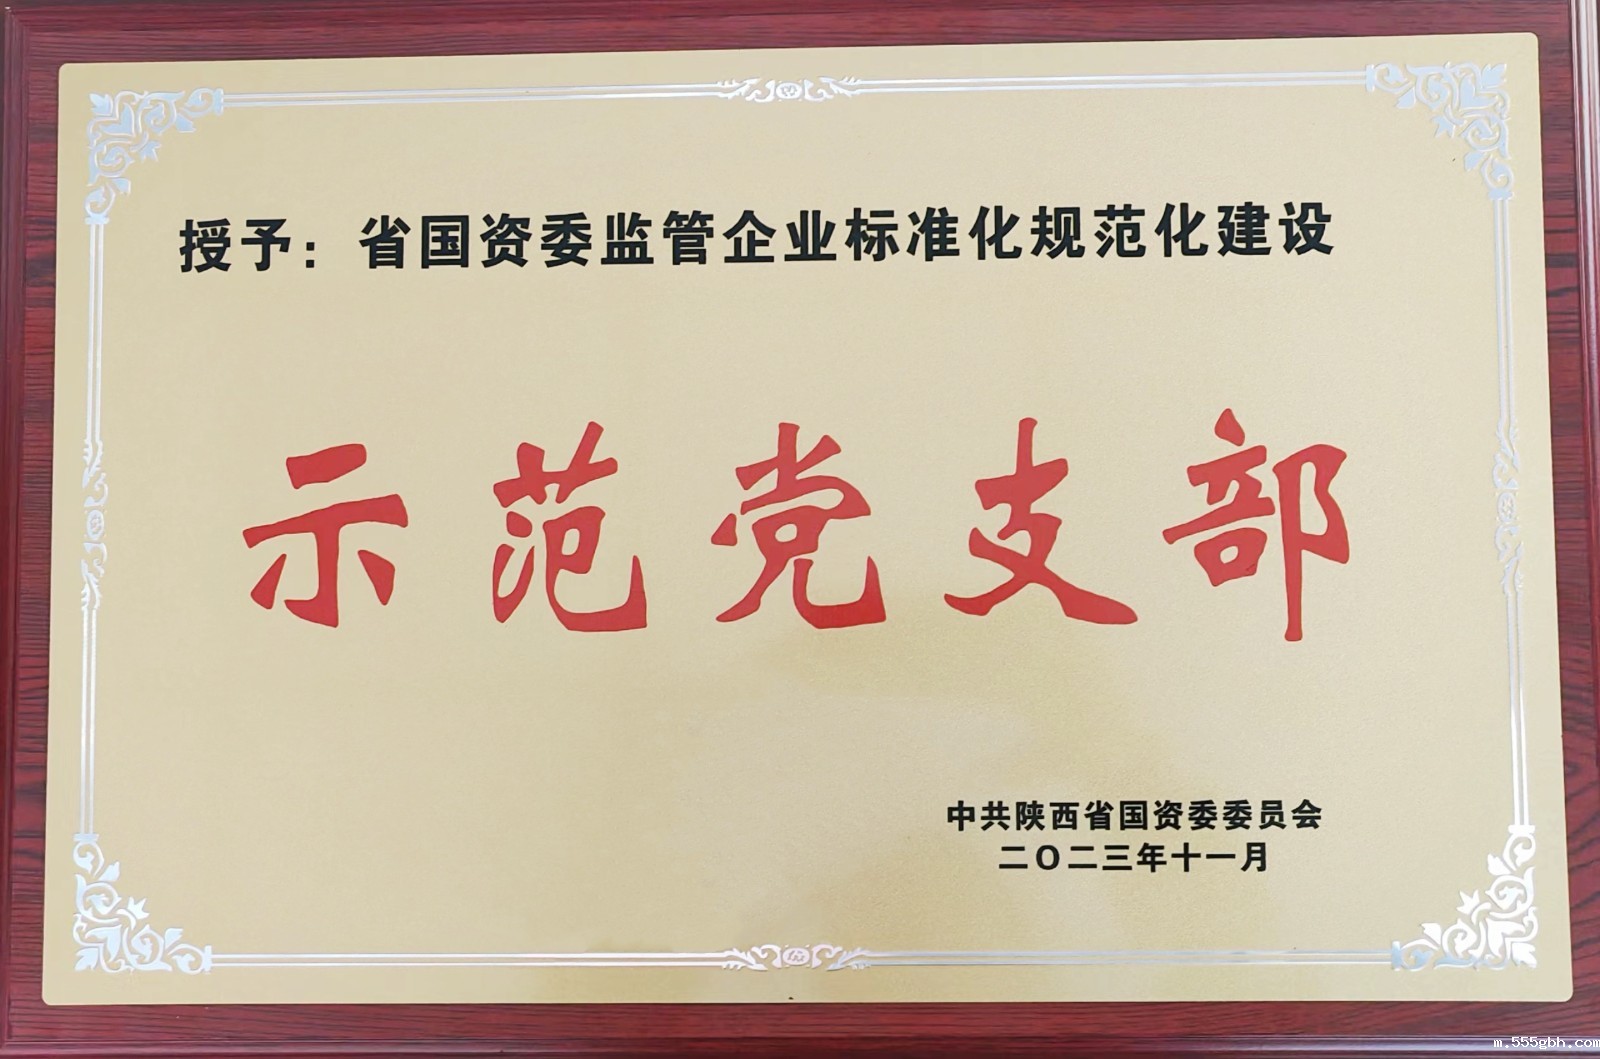 授予：省国资委监管企业标准化规范化建设
示范党支部
中共陕西省国资委委员会
二〇二三年十一月
m.555gbh.com